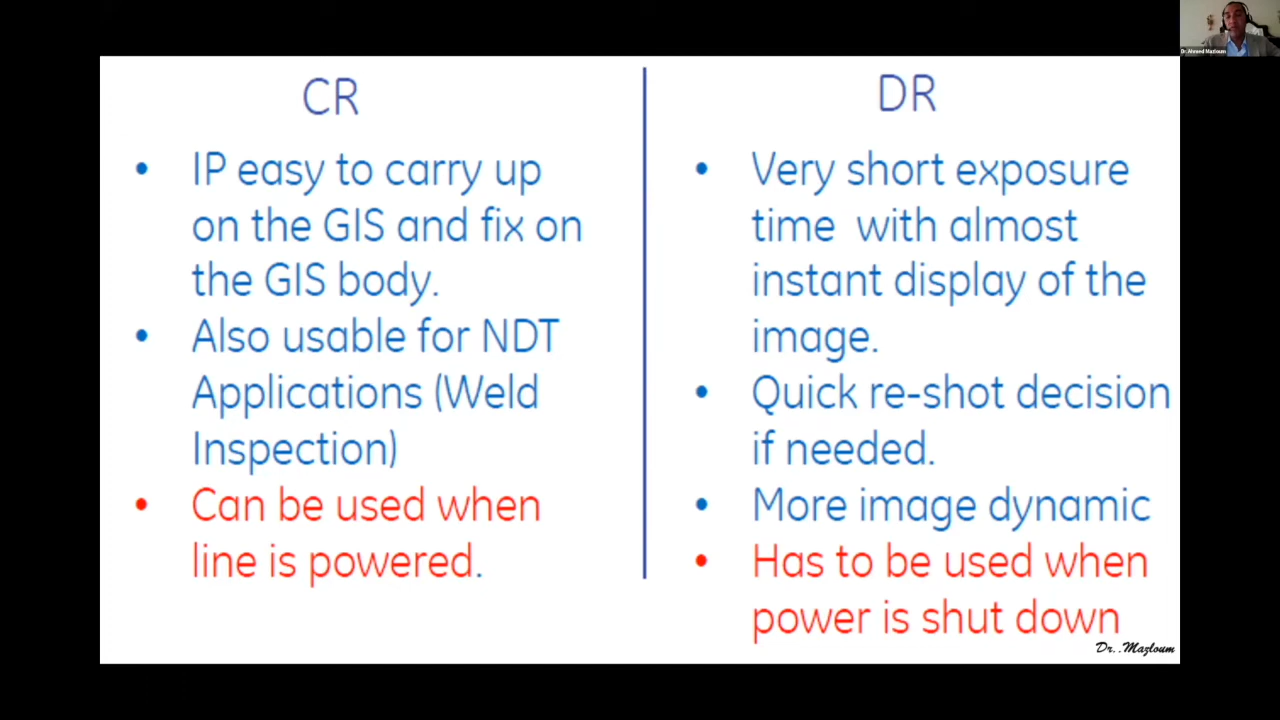 CR
• IP easy to carry up
on the GIS and fix on
the GIS body.
• Also usable for NDT
Applications (Weld
Inspection)
• Can be used when
line is powered.
DR
• Very short exposure
time with almost
instant display of the
image.
• Quick re-shot decision
if needed.
• More image dynamic
• Has to be used when
power is shut down
Dr..Mazloum
Dr.Ahmed Mazloum